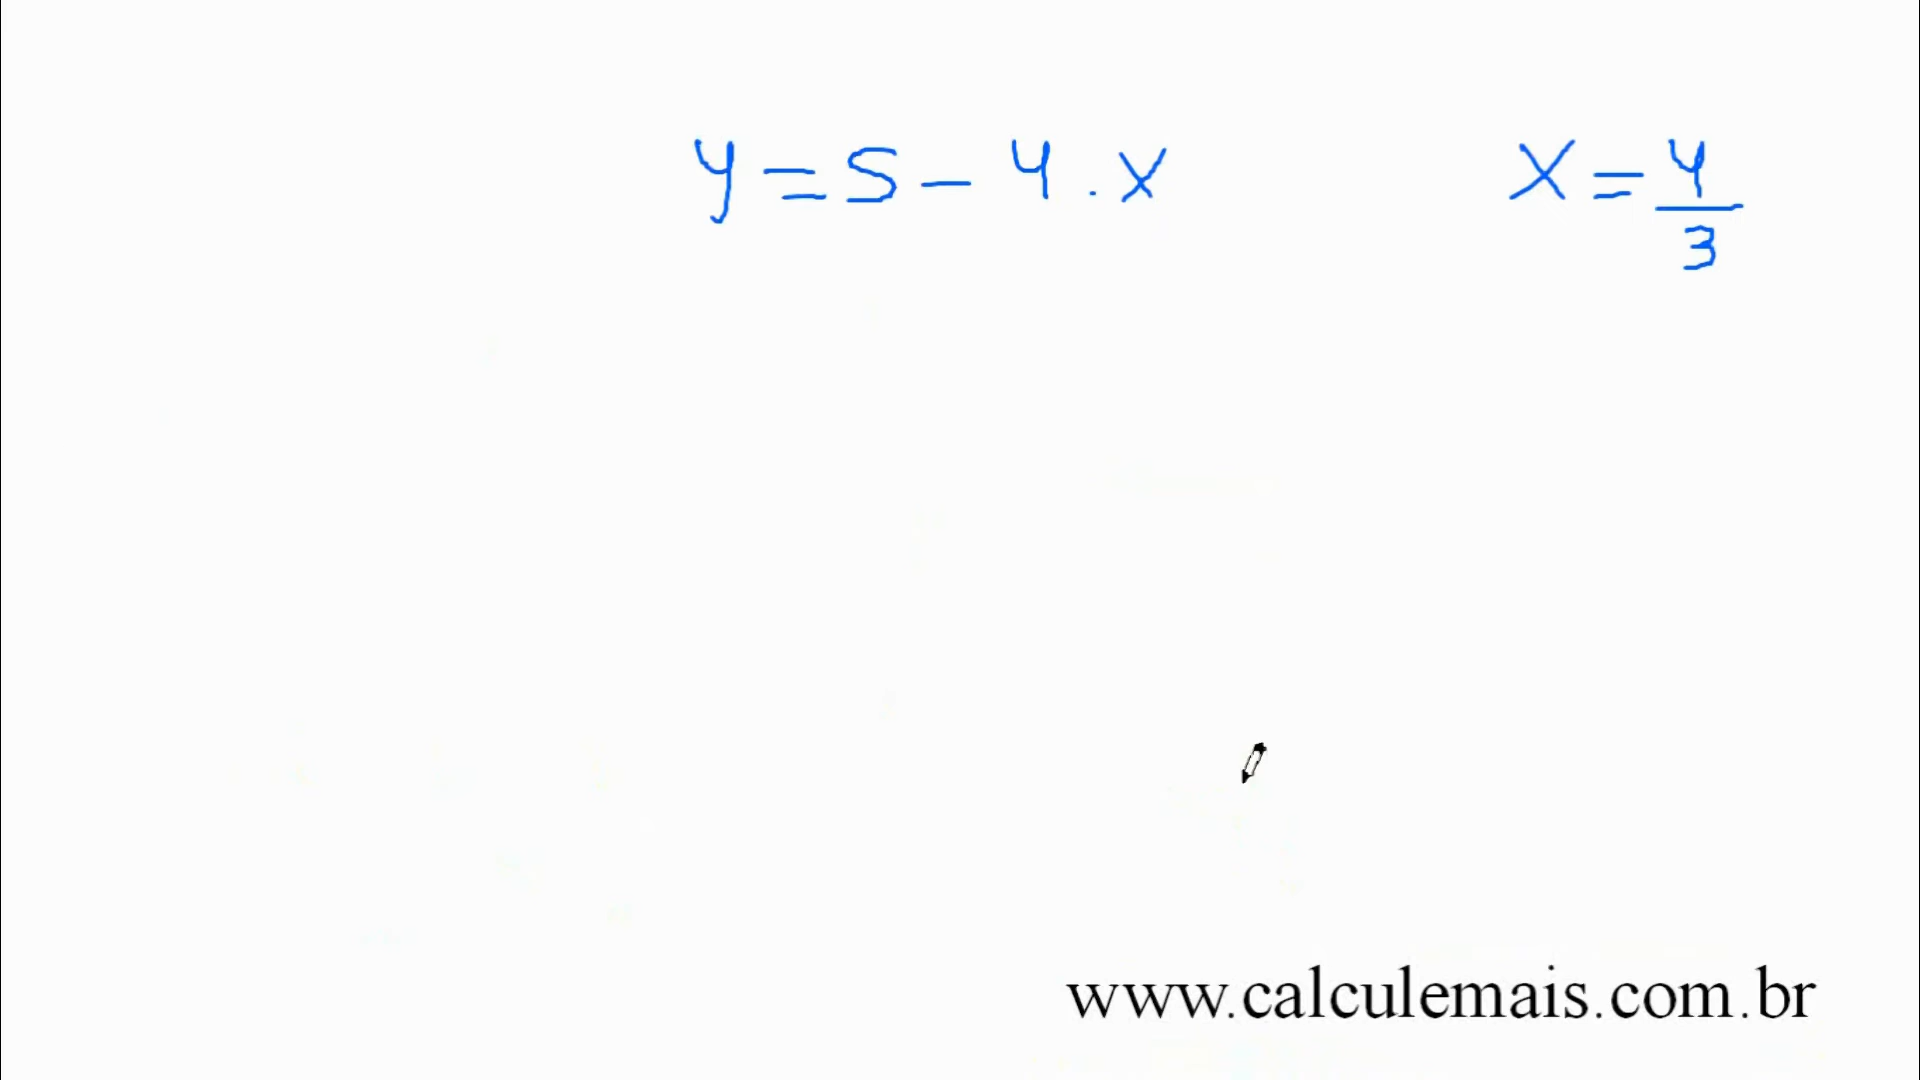 y = 5 - 4 . x   x = 4/3
www.calculemais.com.br